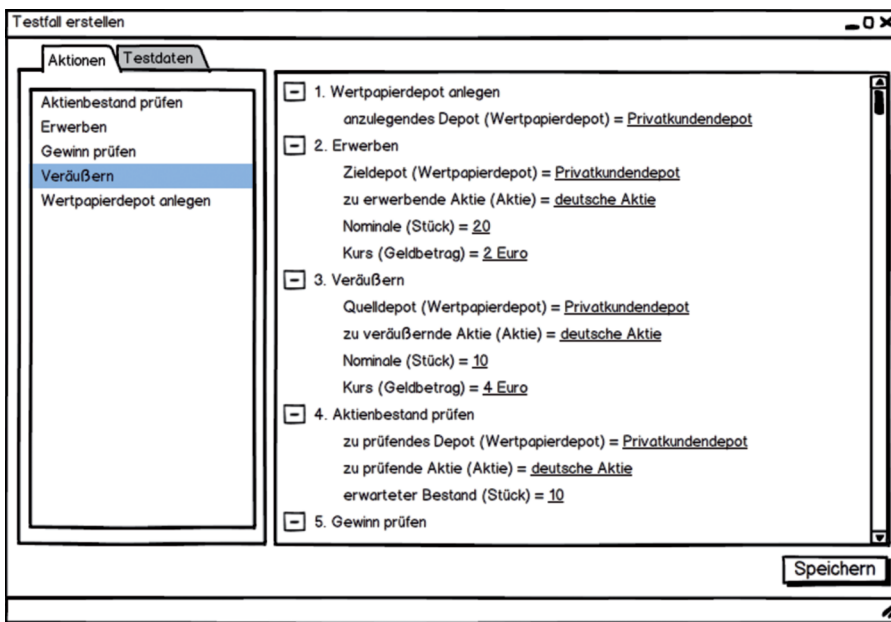 Testfall erstellen
Aktionen
Testdaten
Aktienbestand prüfen
Erwerben
Gewinn prüfen
Veräußern
Wertpapierdepot anlegen
1. Wertpapierdepot anlegen
anzulegendes Depot (Wertpapierdepot) = Privatkundendepot
2. Erwerben
Zieldepot (Wertpapierdepot) = Privatkundendepot
zu erwerbende Aktie (Aktie) = deutsche Aktie
Nominale (Stück) = 20
Kurs (Geldbetrag) = 2 Euro
3. Veräußern
Quelldepot (Wertpapierdepot) = Privatkundendepot
zu veräußernde Aktie (Aktie) = deutsche Aktie
Nominale (Stück) = 10
Kurs (Geldbetrag) = 4 Euro
4. Aktienbestand prüfen
zu prüfendes Depot (Wertpapierdepot) = Privatkundendepot
zu prüfende Aktie (Aktie) = deutsche Aktie
erwarteter Bestand (Stück) = 10
5. Gewinn prüfen
Speichern